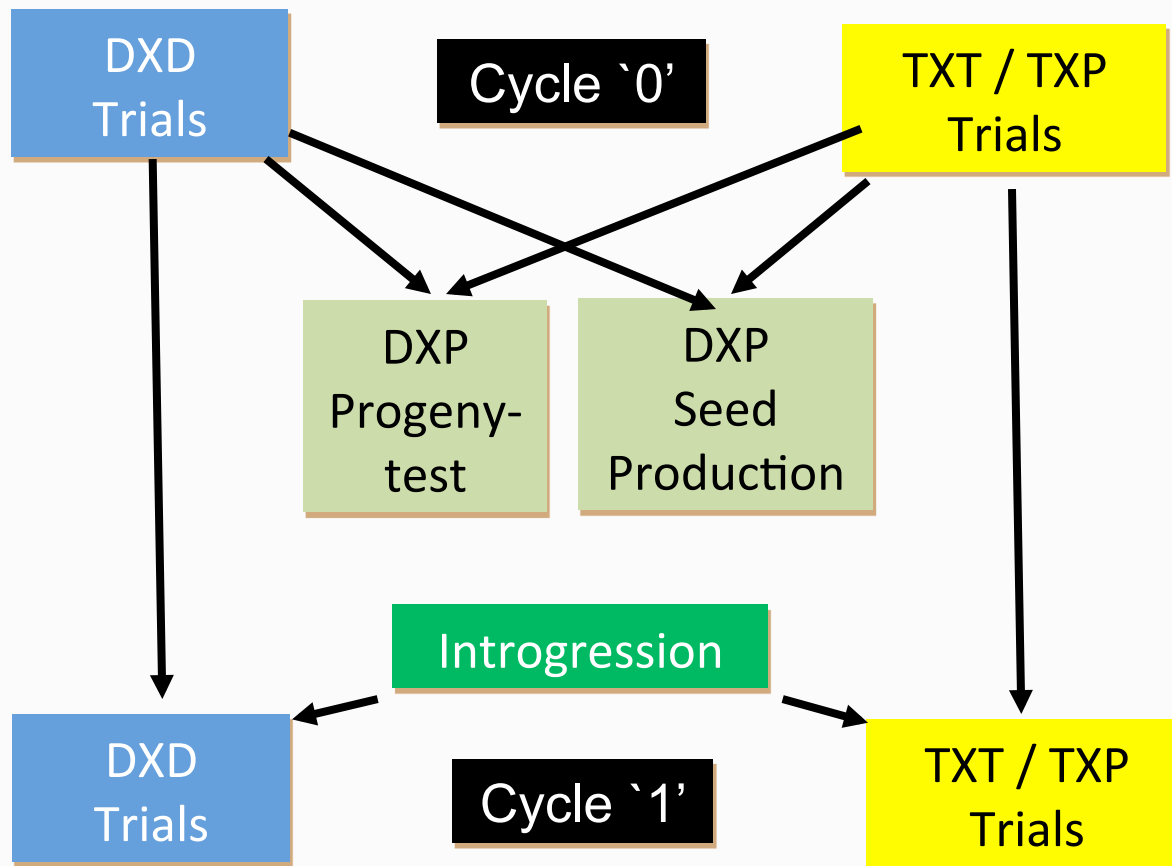 DXD
Trials
Cycle `0’
TXT / TXP
Trials
DXP
Progeny-
test
DXP
Seed
Production
Introgression
DXD
Trials
Cycle `1’
TXT / TXP
Trials